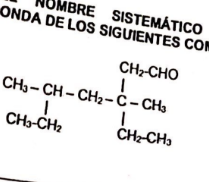 NOMBRE SISTEMÁTICO
ONDA DE LOS SIGUIENTES COM
CH₂-CHO
CH₃-CH-CH₂-C-CH₃
CH₃-CH₂ CH₂-CH₃